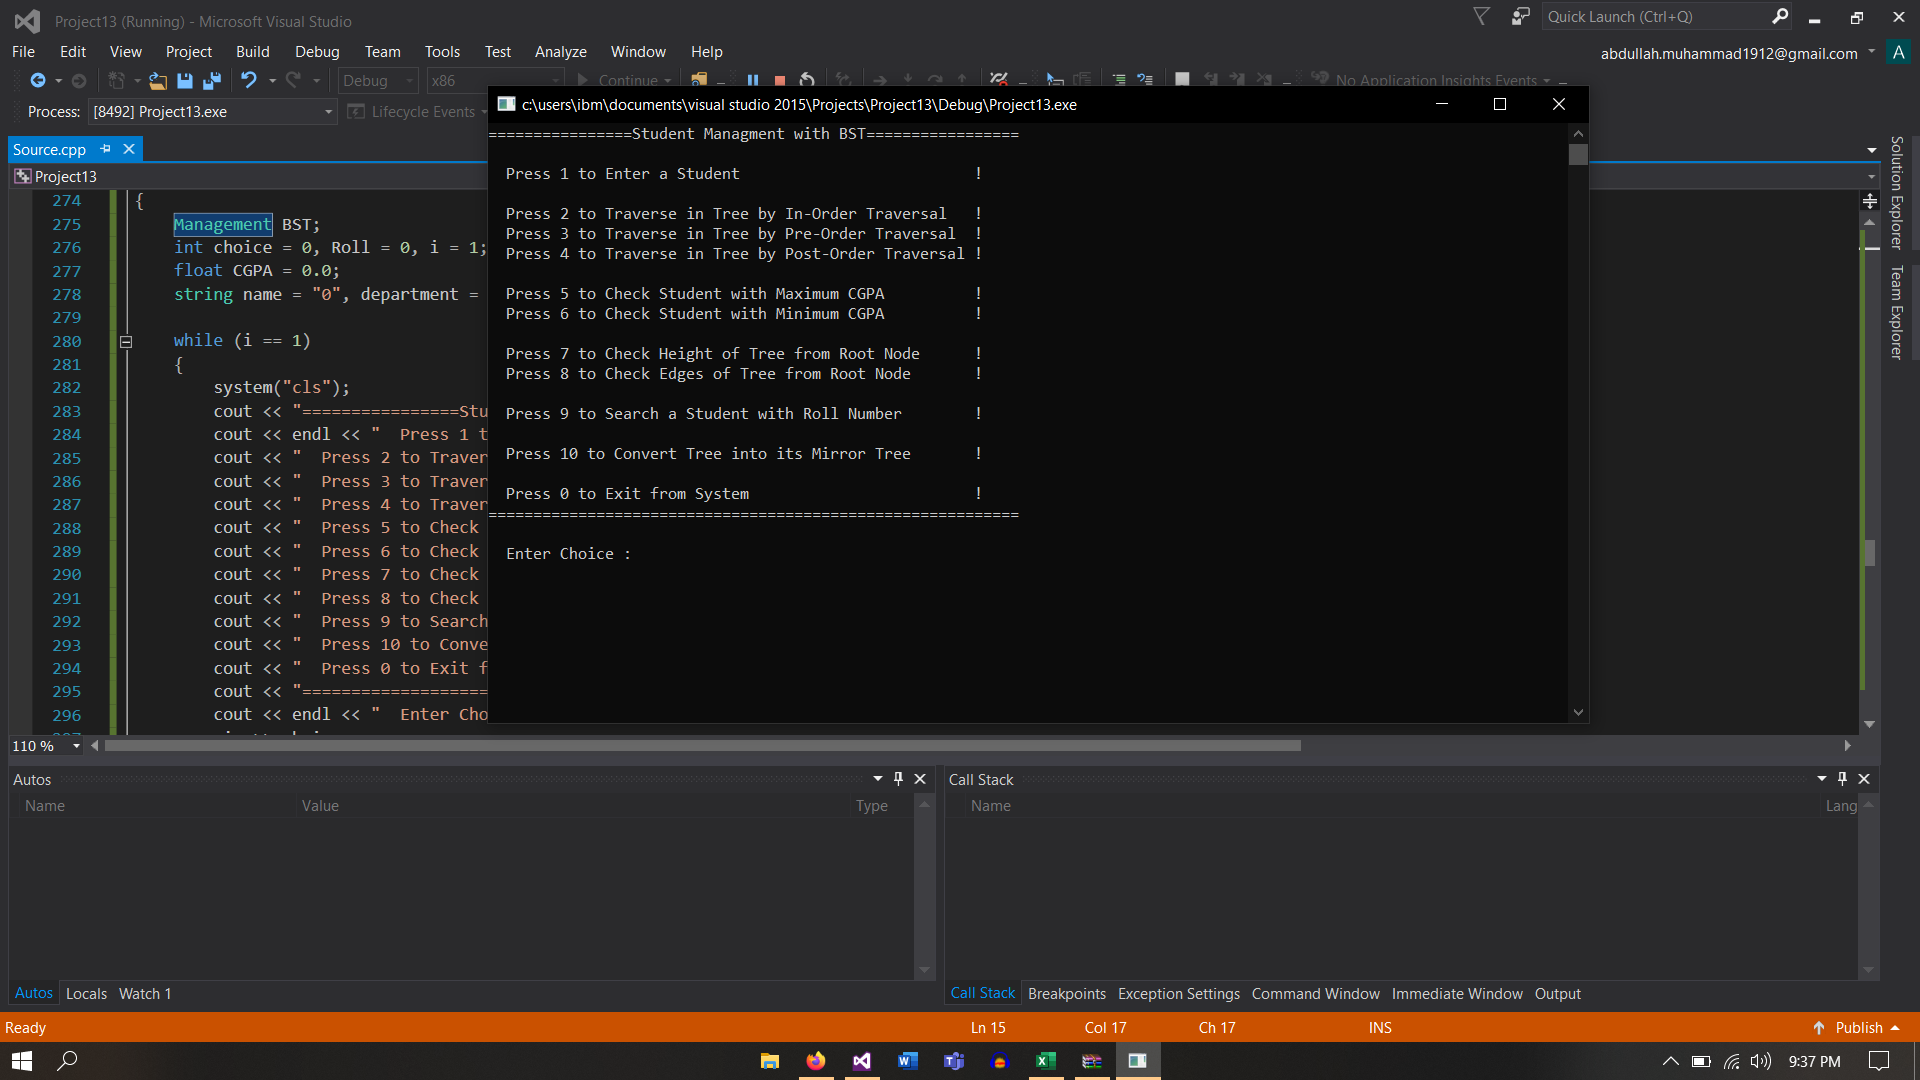 Project13 (Running) - Microsoft Visual Studio
Quick Launch (Ctrl+Q)
File Edit View Project Build Debug Team Tools Test Analyze Window Help
abdullah.muhammad1912@gmail.com A
Debug x86 Continue No Application Insights Events
Process: [8492] Project13.exe Lifecycle Events
Source.cpp
Project13
274 {
275 Management BST;
276 int choice = 0, Roll = 0, i = 1;
277 float CGPA = 0.0;
278 string name = "0", department =
279
280 while (i == 1)
281 {
282 system("cls");
283 cout << "================Stu
284 cout << endl << "  Press 1 t
285 cout << "  Press 2 to Traver
286 cout << "  Press 3 to Traver
287 cout << "  Press 4 to Traver
288 cout << "  Press 5 to Check
289 cout << "  Press 6 to Check
290 cout << "  Press 7 to Check
291 cout << "  Press 8 to Check
292 cout << "  Press 9 to Search
293 cout << "  Press 10 to Conve
294 cout << "  Press 0 to Exit f
295 cout << "===================
296 cout << endl << "  Enter Cho
c:\users\ibm\documents\visual studio 2015\Projects\Project13\Debug\Project13.exe
================Student Managment with BST=================
Press 1 to Enter a Student !
Press 2 to Traverse in Tree by In-Order Traversal !
Press 3 to Traverse in Tree by Pre-Order Traversal !
Press 4 to Traverse in Tree by Post-Order Traversal !
Press 5 to Check Student with Maximum CGPA !
Press 6 to Check Student with Minimum CGPA !
Press 7 to Check Height of Tree from Root Node !
Press 8 to Check Edges of Tree from Root Node !
Press 9 to Search a Student with Roll Number !
Press 10 to Convert Tree into its Mirror Tree !
Press 0 to Exit from System !
===========================================================
Enter Choice :
Solution Explorer
Team Explorer
110 %
Autos
Name Value Type
Autos Locals Watch 1
Call Stack
Name Lang
Call Stack Breakpoints Exception Settings Command Window Immediate Window Output
Ready Ln 15 Col 17 Ch 17 INS Publish
9:37 PM